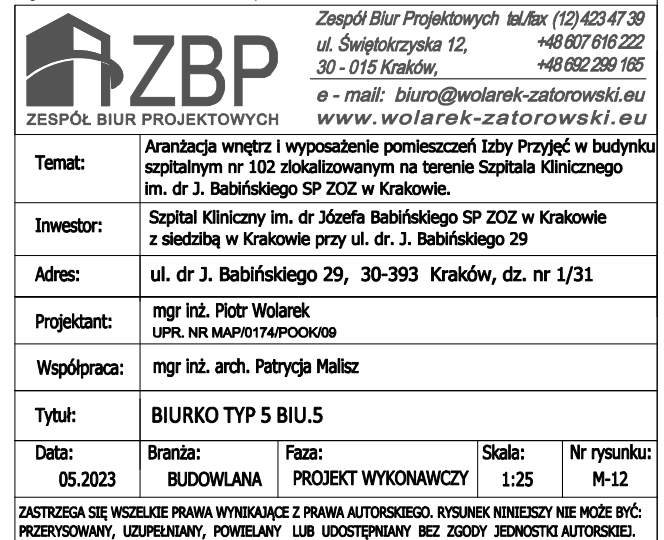 ZBP
ZESPÓŁ BIUR PROJEKTOWYCH
Zespół Biur Projektowych tel./fax (12) 423 47 39
ul. Świętokrzyska 12, +48 607 616 222
30 - 015 Kraków, +48 692 299 165
e - mail: biuro@wolarek-zatorowski.eu
www.wolarek-zatorowski.eu
Temat: Aranżacja wnętrz i wyposażenie pomieszczeń Izby Przyjęć w budynku
szpitalnym nr 102 zlokalizowanym na terenie Szpitala Klinicznego
im. dr J. Babińskiego SP ZOZ w Krakowie.
Inwestor: Szpital Kliniczny im. dr Józefa Babińskiego SP ZOZ w Krakowie
z siedzibą w Krakowie przy ul. dr. J. Babińskiego 29
Adres: ul. dr J. Babińskiego 29, 30-393 Kraków, dz. nr 1/31
Projektant: mgr inż. Piotr Wolarek
UPR. NR MAP/0174/POOK/09
Współpraca: mgr inż. arch. Patrycja Malisz
Tytuł: BIURKO TYP 5 BIU.5
Data: Branża: Faza: Skala: Nr rysunku:
05.2023 BUDOWLANA PROJEKT WYKONAWCZY 1:25 M-12
ZASTRZEGA SIĘ WSZELKIE PRAWA WYNIKAJĄCE Z PRAWA AUTORSKIEGO. RYSUNEK NINIEJSZY NIE MOŻE BYĆ:
PRZERYSOWANY, UZUPEŁNIANY, POWIELANY LUB UDOSTĘPNIANY BEZ ZGODY JEDNOSTKI AUTORSKIEJ.